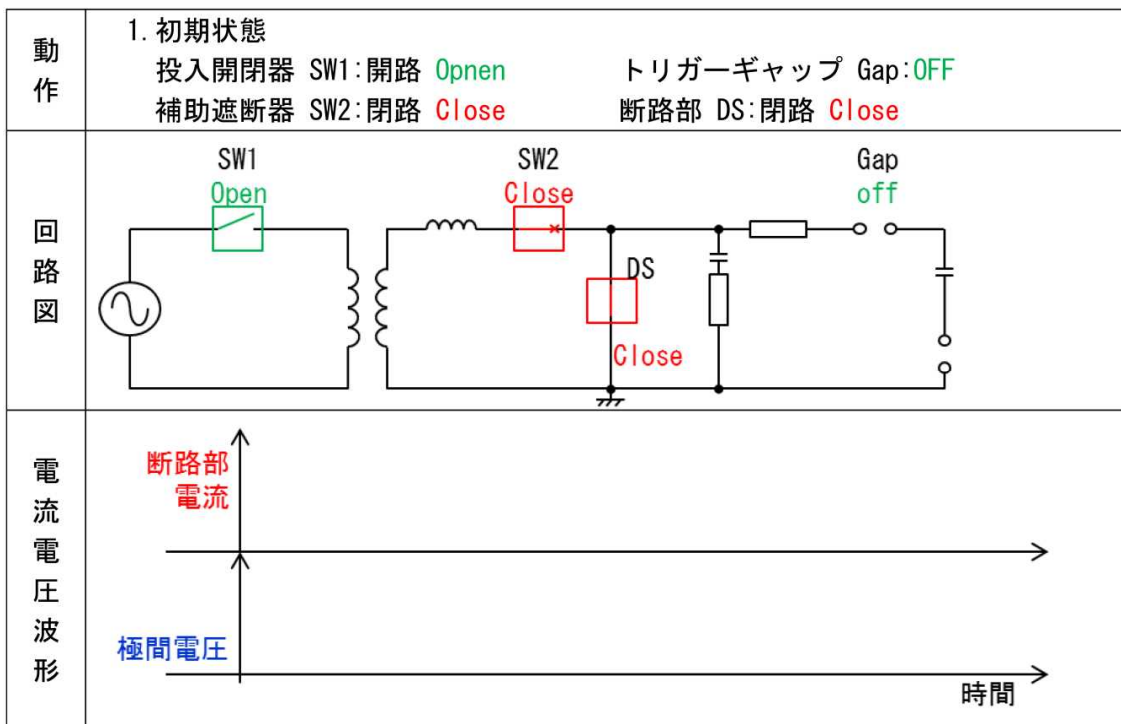 動作
1. 初期状態
投入開閉器 SW1:開路 Opnen トリガーギャップ Gap:OFF
補助遮断器 SW2:閉路 Close 断路部 DS:閉路 Close
回路図
SW1 SW2 Gap
Open Close off
DS
Close
電流電圧波形
断路部
電流
極間電圧
時間